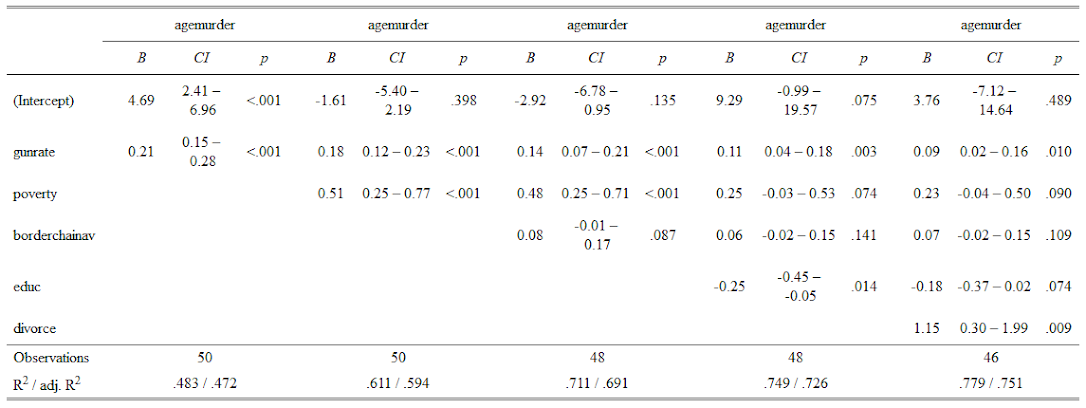 agemurder agemurder agemurder agemurder agemurder
B CI p B CI p B CI p B CI p B CI p
(Intercept) 4.69 2.41 – 6.96 <.001 -1.61 -5.40 – 2.19 .398 -2.92 -6.78 – 0.95 .135 9.29 -0.99 – 19.57 .075 3.76 -7.12 – 14.64 .489
gunrate 0.21 0.15 – 0.28 <.001 0.18 0.12 – 0.23 <.001 0.14 0.07 – 0.21 <.001 0.11 0.04 – 0.18 .003 0.09 0.02 – 0.16 .010
poverty 0.51 0.25 – 0.77 <.001 0.48 0.25 – 0.71 <.001 0.25 -0.03 – 0.53 .074 0.23 -0.04 – 0.50 .090
borderchainav 0.08 -0.01 – 0.17 .087 0.06 -0.02 – 0.15 .141 0.07 -0.02 – 0.15 .109
educ -0.25 -0.45 – -0.05 .014 -0.18 -0.37 – 0.02 .074
divorce 1.15 0.30 – 1.99 .009
Observations 50 50 48 48 46
R2 / adj. R2 .483 / .472 .611 / .594 .711 / .691 .749 / .726 .779 / .751